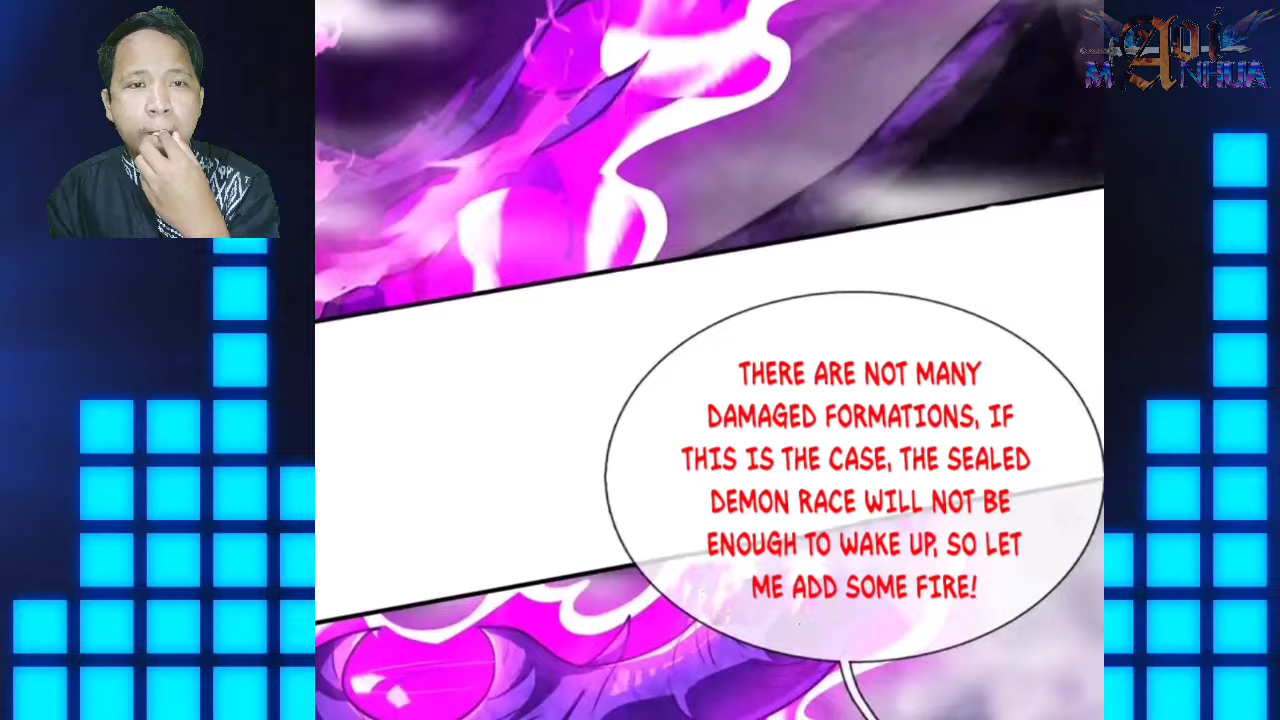 Api
MANHUA
THERE ARE NOT MANY
DAMAGED FORMATIONS, IF
THIS IS THE CASE, THE SEALED
DEMON RACE WILL NOT BE
ENOUGH TO WAKE UP, SO LET
ME ADD SOME FIRE!